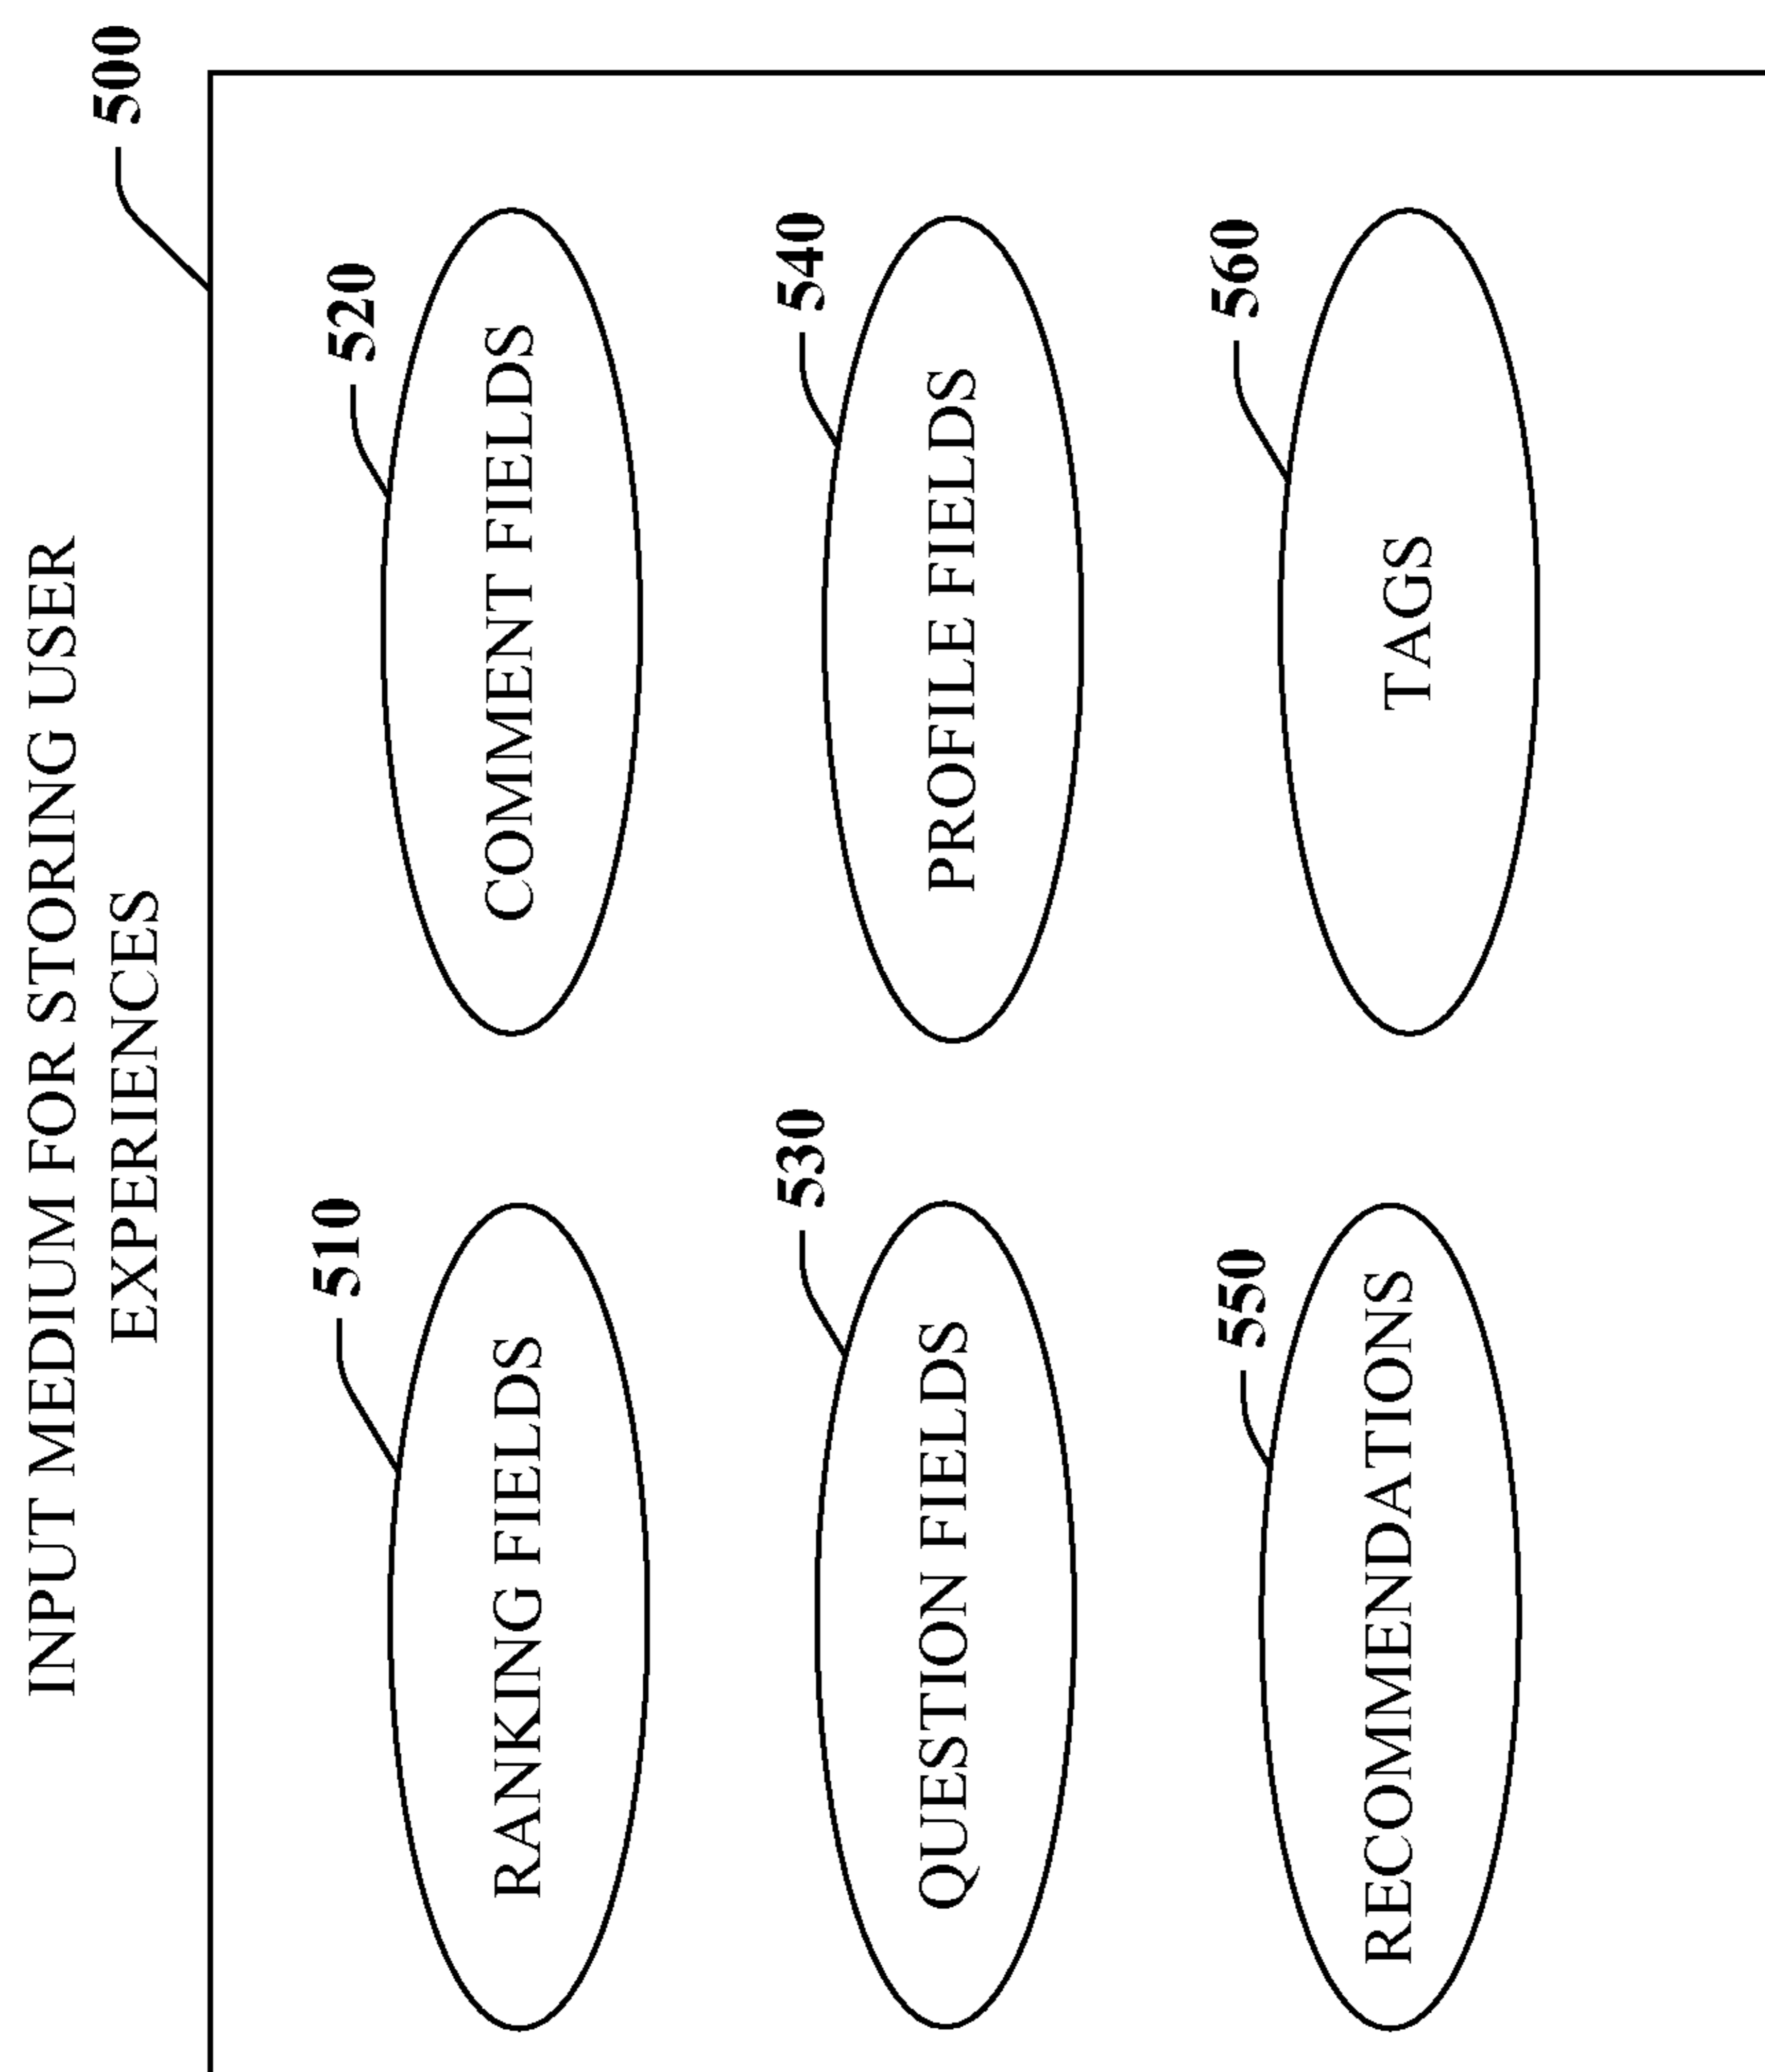 INPUT MEDIUM FOR STORING USER
EXPERIENCES
500
510
520
RANKING FIELDS
COMMENT FIELDS
530
540
QUESTION FIELDS
PROFILE FIELDS
550
560
RECOMMENDATIONS
TAGS